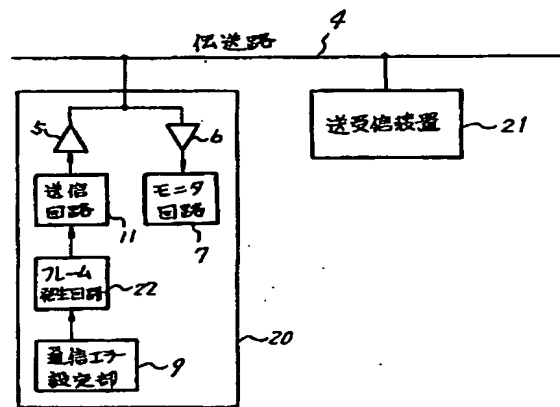 伝送路
4
5
6
送受信装置
21
送信
回路
11
モニタ
回路
7
フレーム
発生回路
22
20
通信エラー
設定部
9